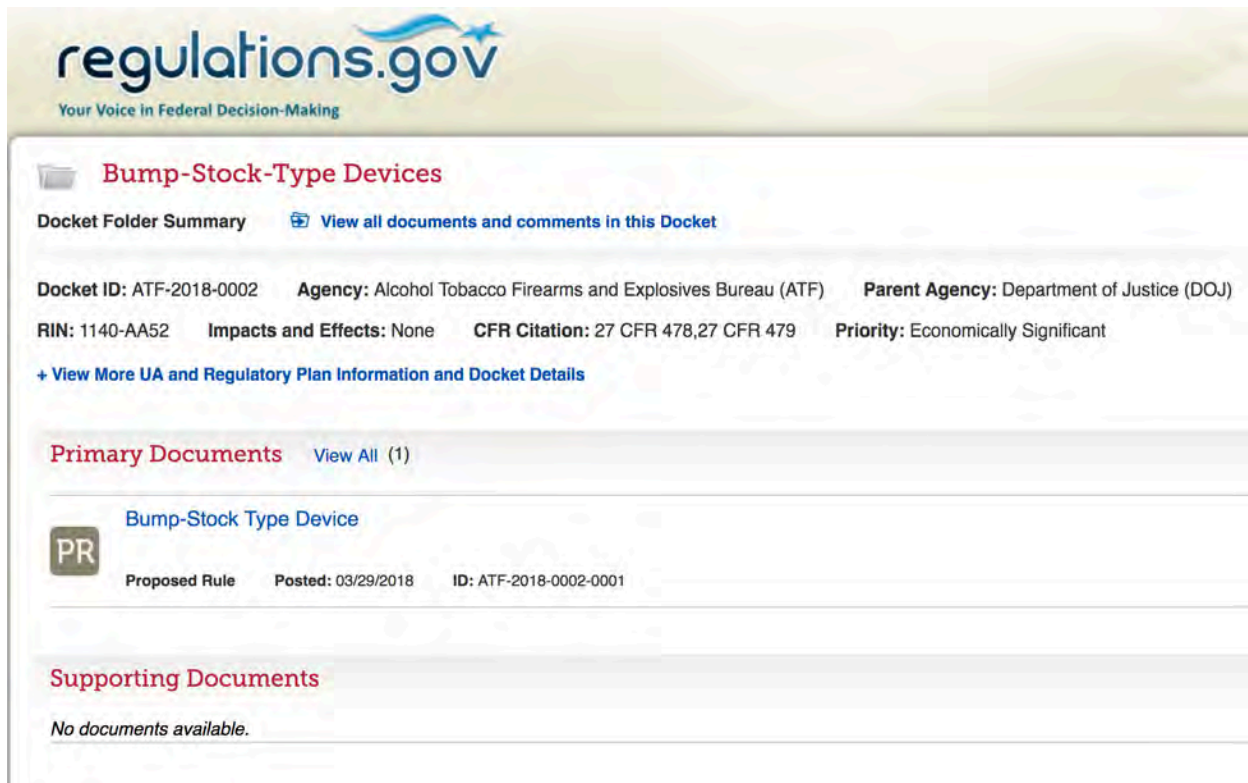 regulations.gov
Your Voice in Federal Decision-Making
Bump-Stock-Type Devices
Docket Folder Summary View all documents and comments in this Docket
Docket ID: ATF-2018-0002 Agency: Alcohol Tobacco Firearms and Explosives Bureau (ATF) Parent Agency: Department of Justice (DOJ)
RIN: 1140-AA52 Impacts and Effects: None CFR Citation: 27 CFR 478,27 CFR 479 Priority: Economically Significant
+ View More UA and Regulatory Plan Information and Docket Details
Primary Documents View All (1)
Bump-Stock Type Device
PR
Proposed Rule Posted: 03/29/2018 ID: ATF-2018-0002-0001
Supporting Documents
No documents available.